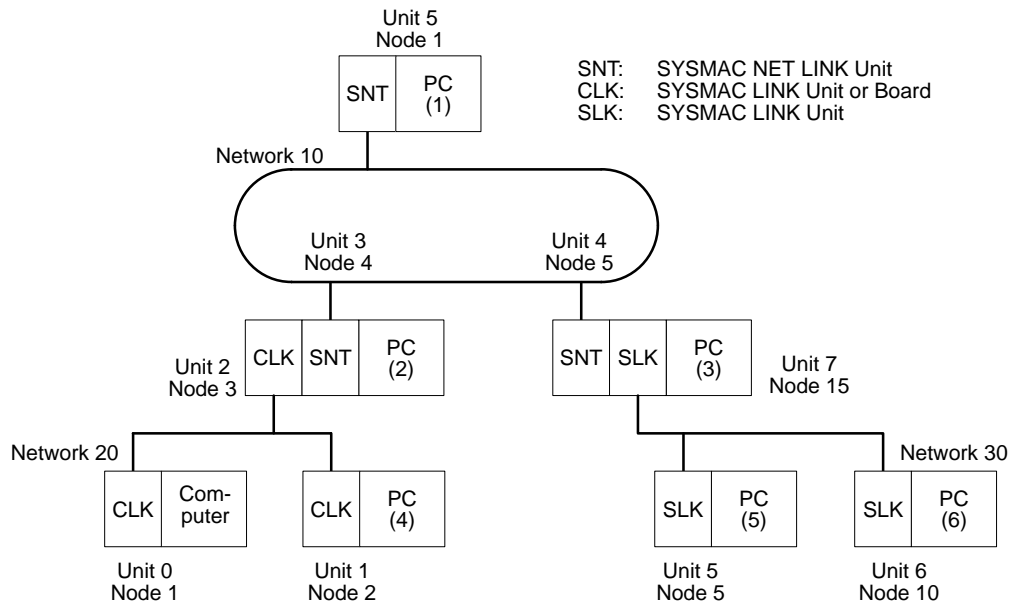 Unit 5
Node 1
SNT
PC
(1)
SNT: SYSMAC NET LINK Unit
CLK: SYSMAC LINK Unit or Board
SLK: SYSMAC LINK Unit
Network 10
Unit 3
Node 4
Unit 4
Node 5
CLK
SNT
PC
(2)
Unit 2
Node 3
SNT
SLK
PC
(3)
Unit 7
Node 15
Network 20
CLK
Com-
puter
CLK
PC
(4)
Network 30
SLK
PC
(5)
SLK
PC
(6)
Unit 0
Node 1
Unit 1
Node 2
Unit 5
Node 5
Unit 6
Node 10